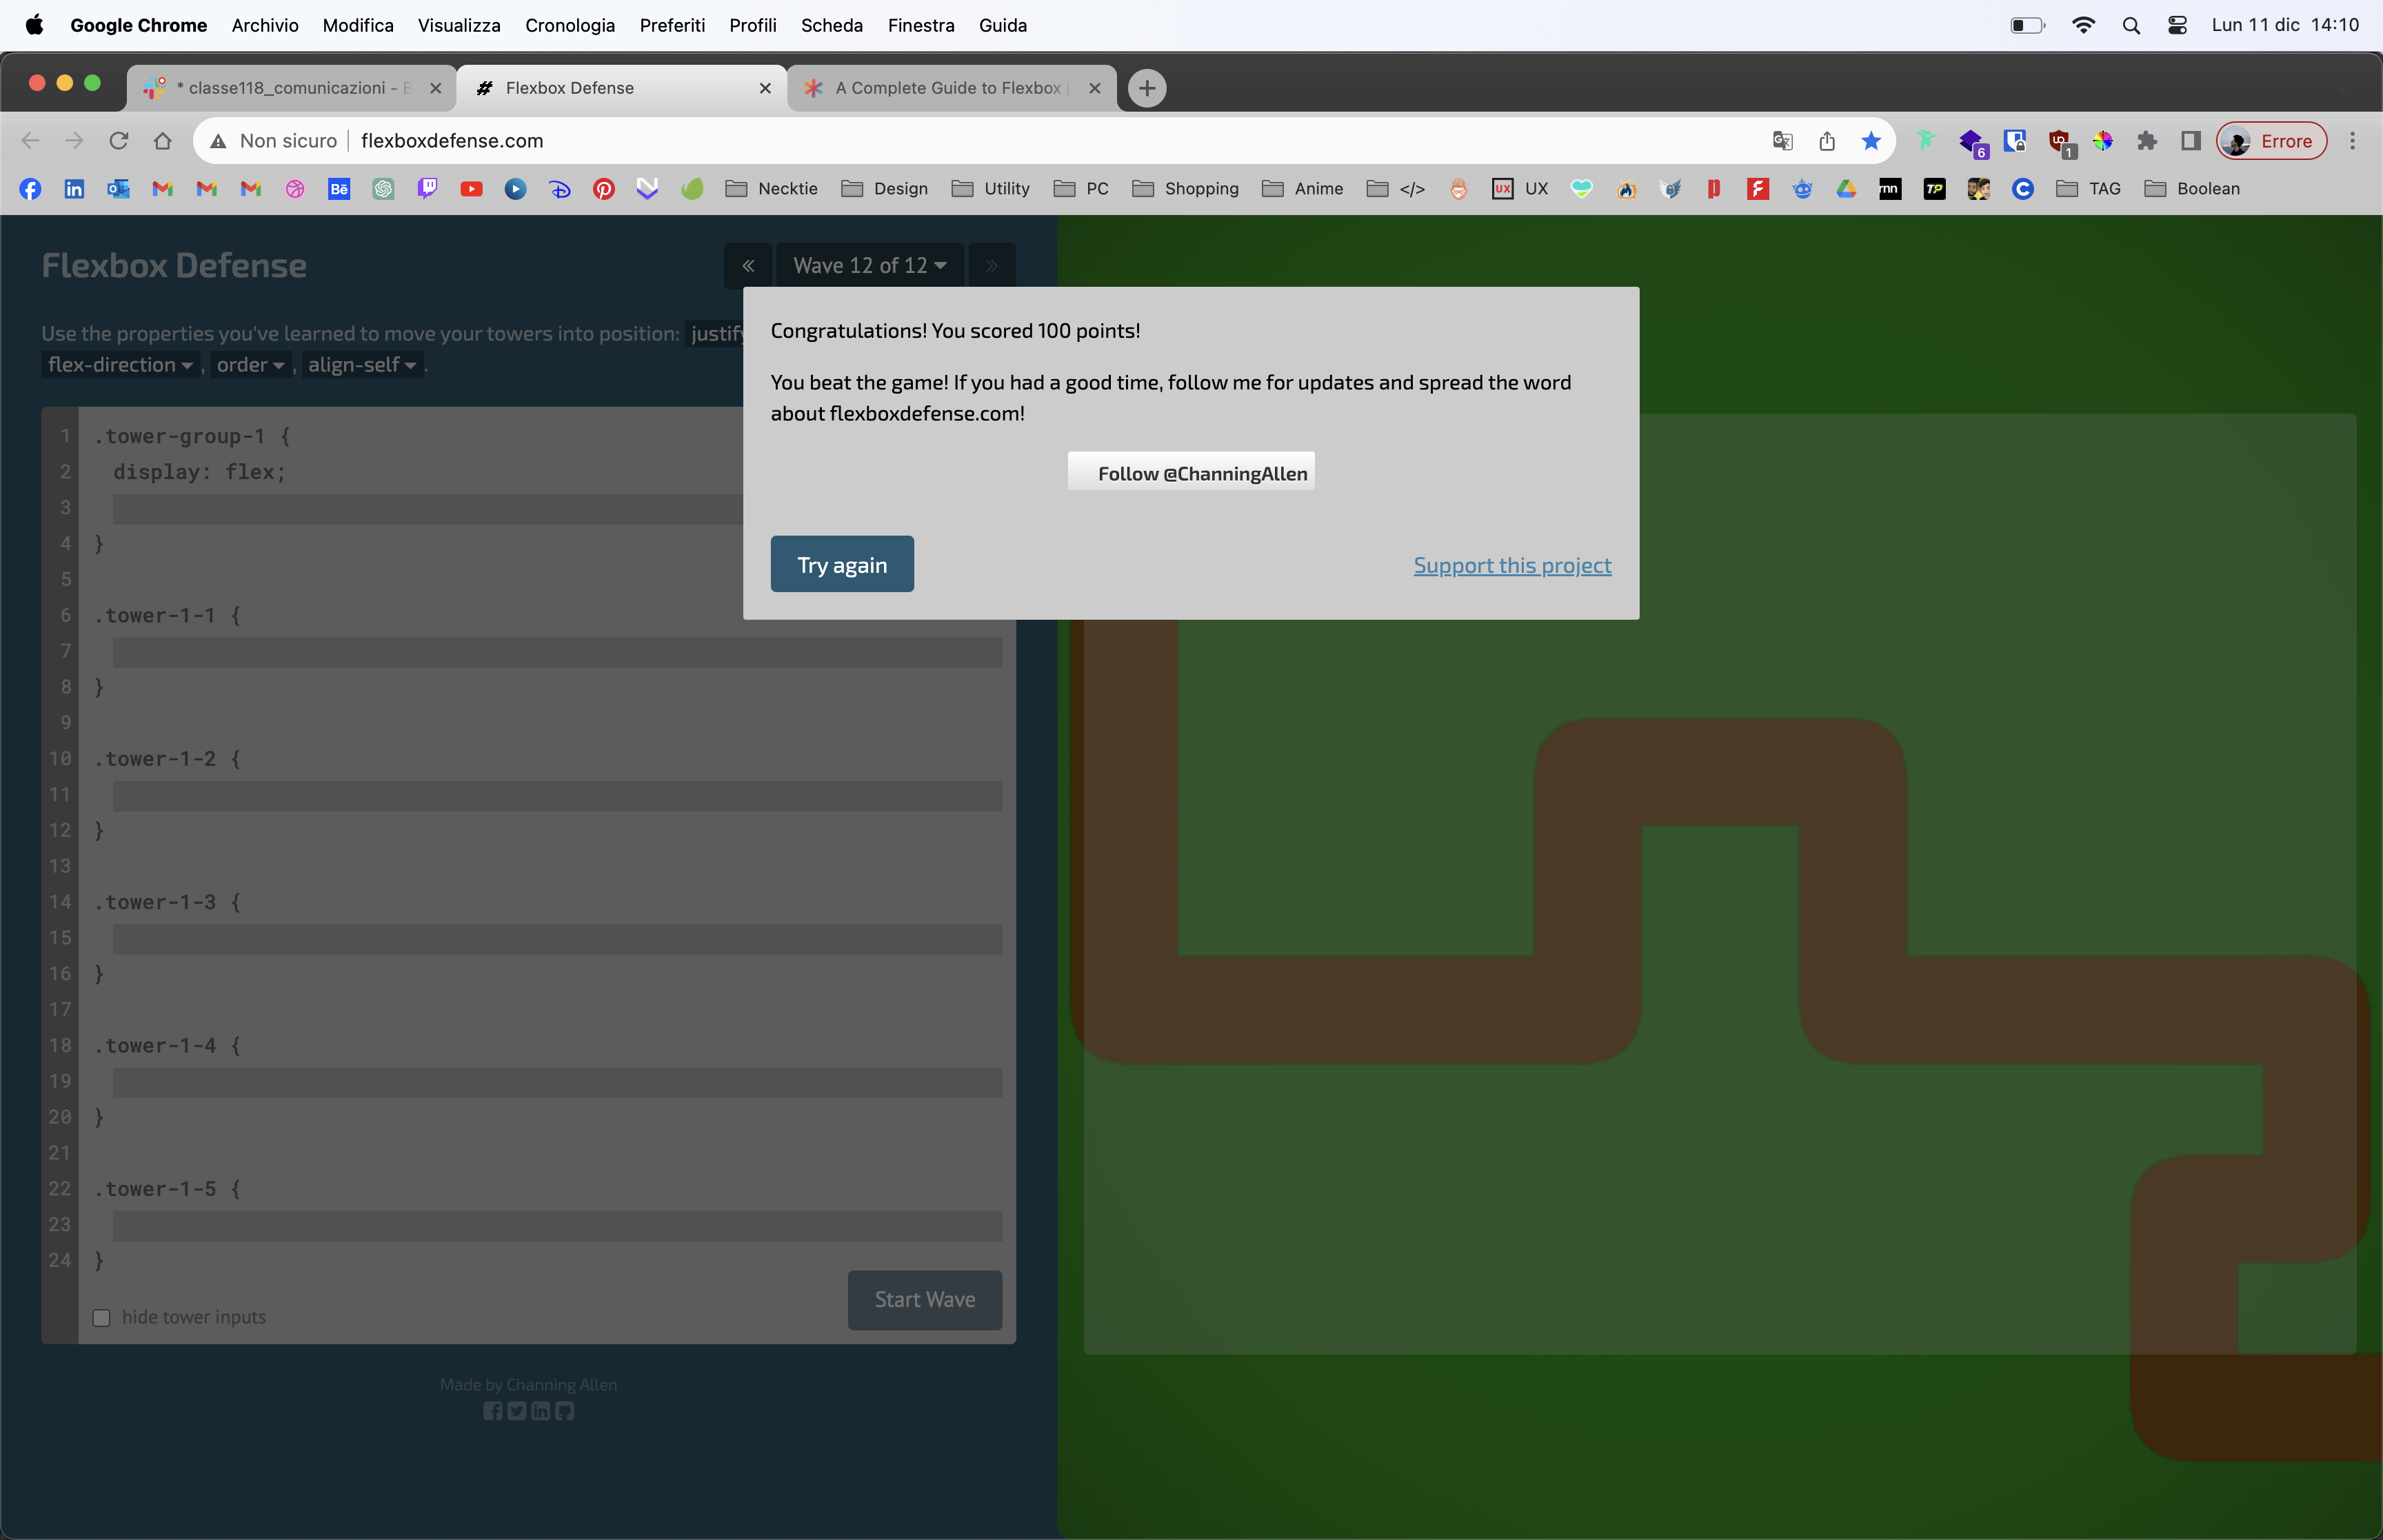 Google Chrome Archivio Modifica Visualizza Cronologia Preferiti Profili Scheda Finestra Guida Lun 11 dic 14:10
* classe118_comunicazioni - Flexbox Defense A Complete Guide to Flexbox
Non sicuro flexboxdefense.com 6 1 Errore
Bē Necktie Design Utility PC Shopping Anime </> UX UX TP TAG Boolean
Flexbox Defense « Wave 12 of 12 »
Use the properties you've learned to move your towers into position: justify
flex-direction , order , align-self .
Congratulations! You scored 100 points!
You beat the game! If you had a good time, follow me for updates and spread the word
about flexboxdefense.com!
Follow @ChanningAllen
Try again Support this project
1 .tower-group-1 {
2 display: flex;
3
4 }
5
6 .tower-1-1 {
7
8 }
9
10 .tower-1-2 {
11
12 }
13
14 .tower-1-3 {
15
16 }
17
18 .tower-1-4 {
19
20 }
21
22 .tower-1-5 {
23
24 }
hide tower inputs Start Wave
Made by Channing Allen